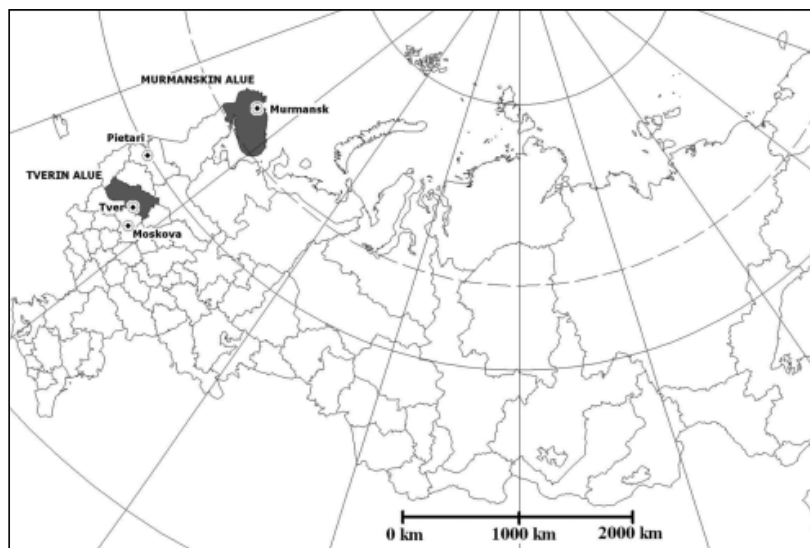 MURMANSKIN ALUE
Murmansk
Pietari
TVERIN ALUE
Tver
Moskova
0 km 1000 km 2000 km